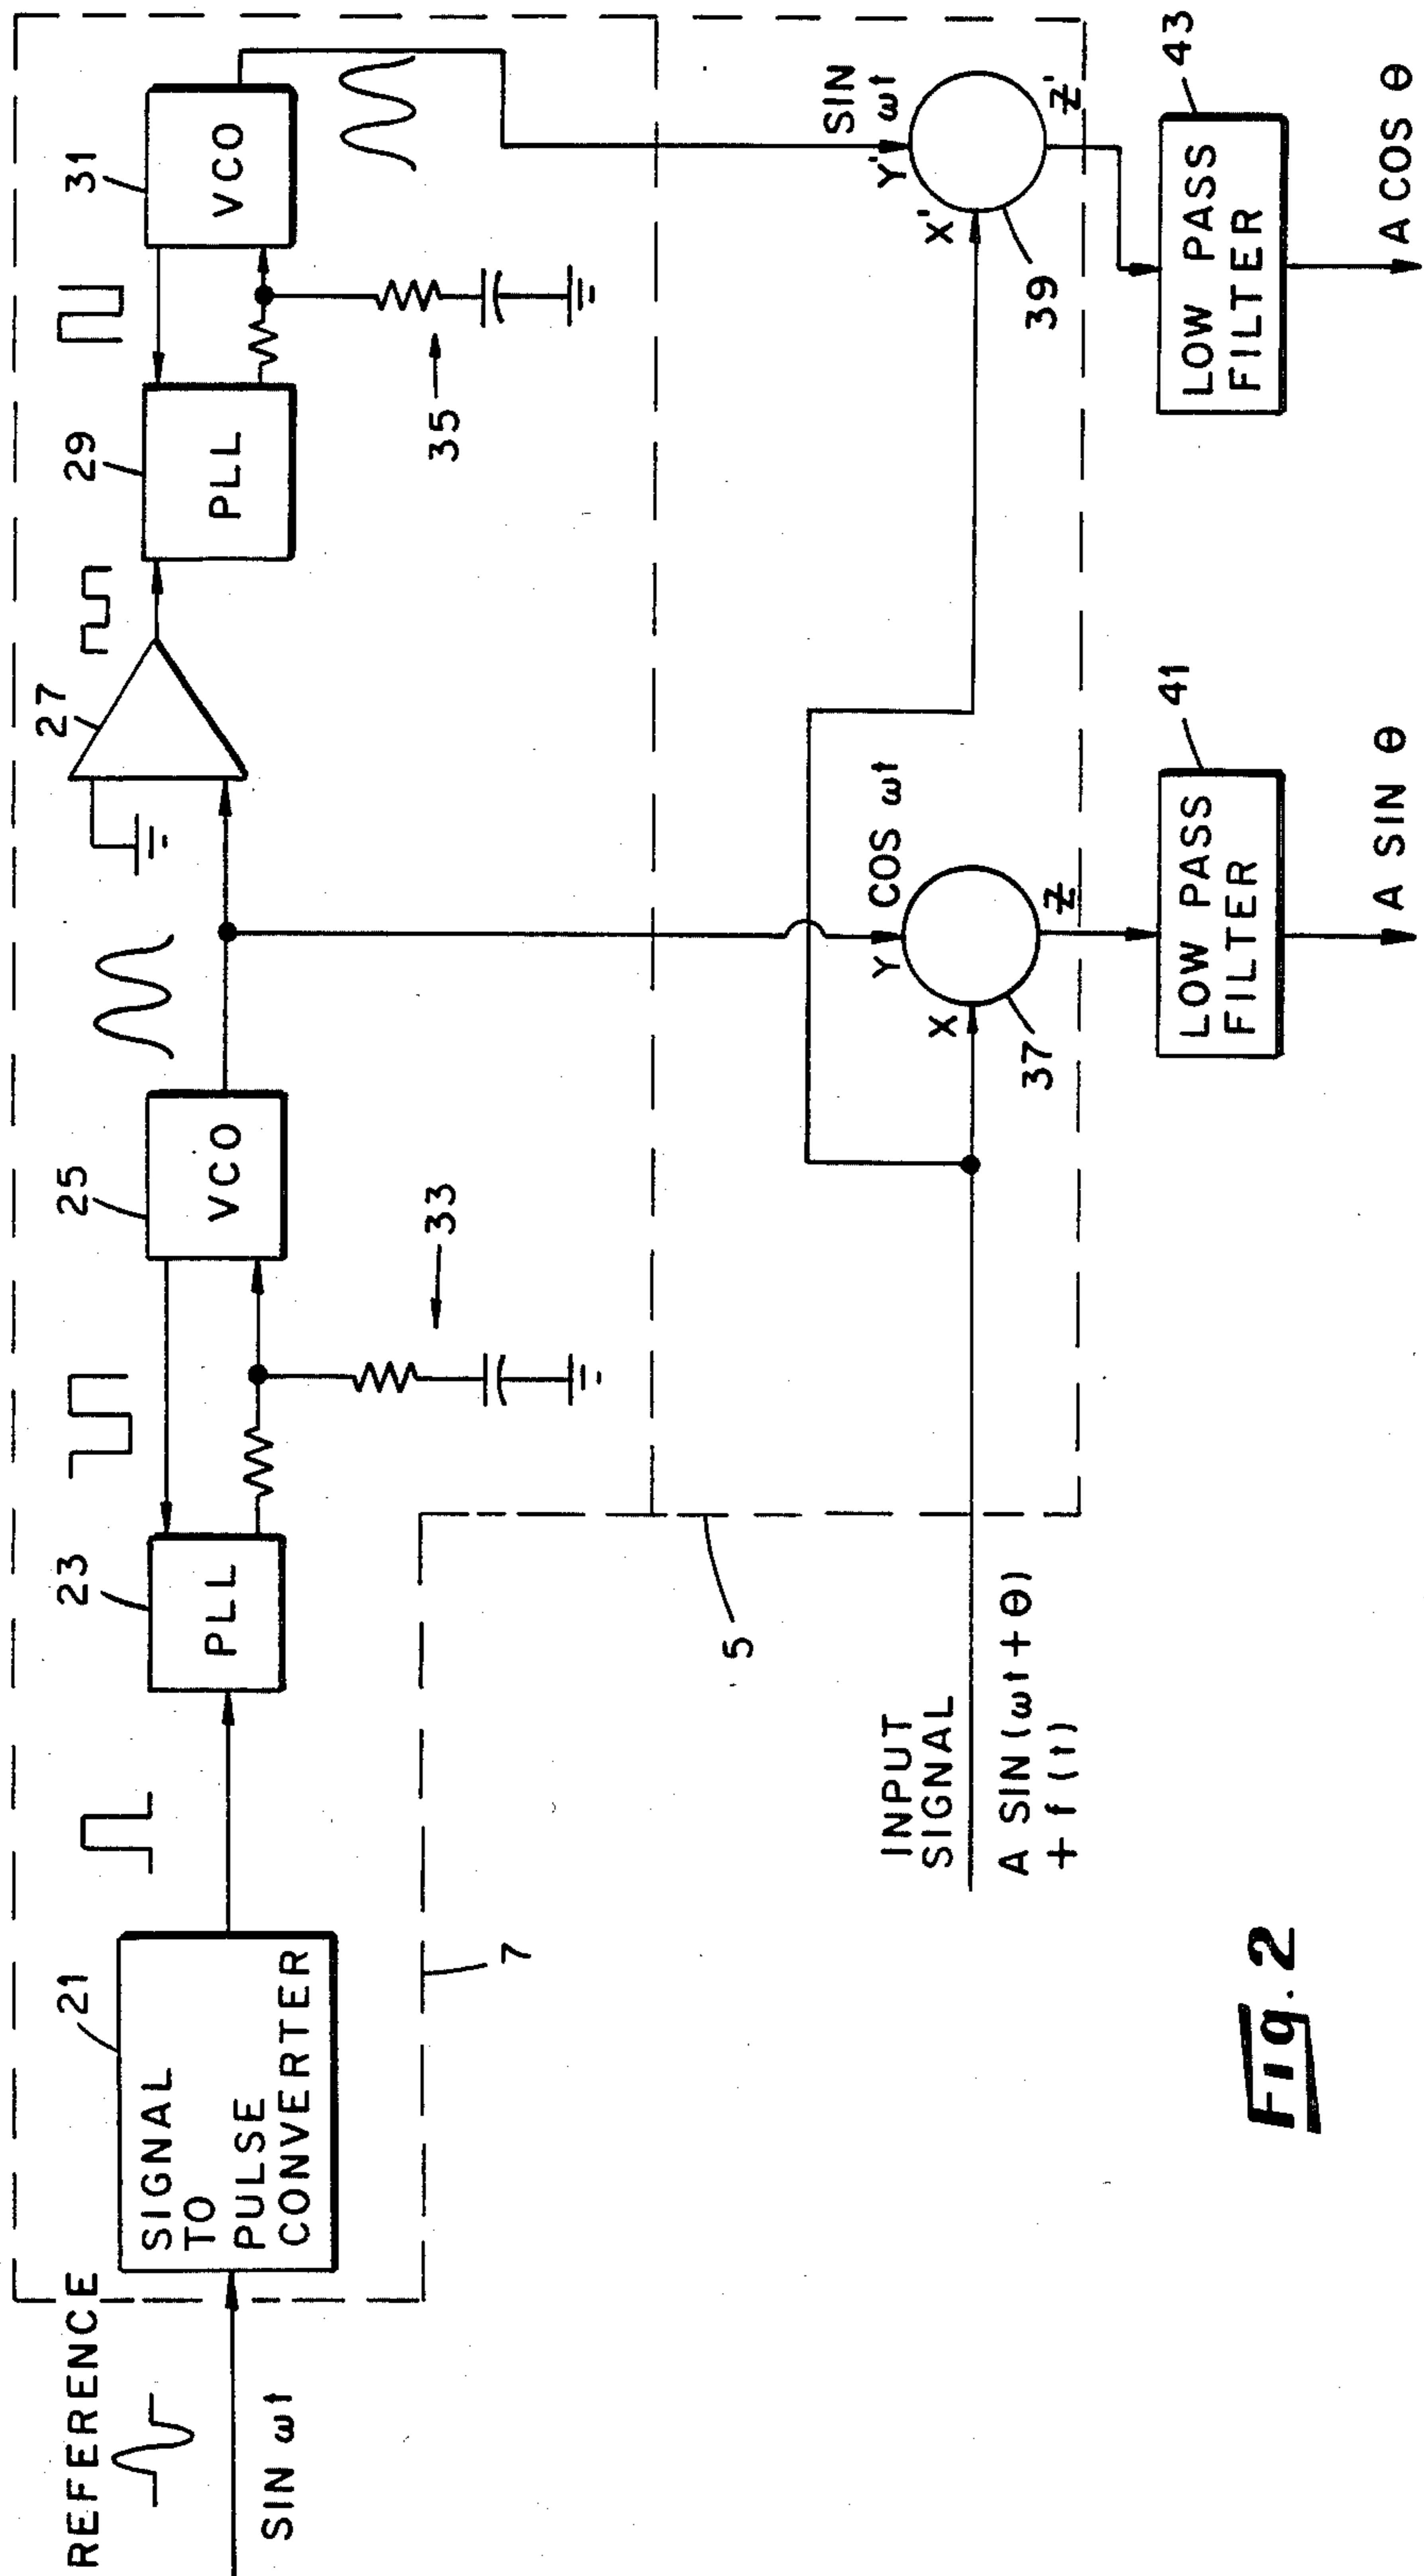 REFERENCE
SIN ωt
21
SIGNAL
TO
PULSE
CONVERTER
23
PLL
25
VCO
33
27
29
PLL
31
VCO
35
7
5
INPUT
SIGNAL
A SIN (ωt + θ)
+ f (t)
X
Y
COS ωt
Z
37
X'
Y'
SIN
ωt
Z'
39
41
LOW PASS
FILTER
A SIN θ
43
LOW PASS
FILTER
A COS θ
Fig. 2